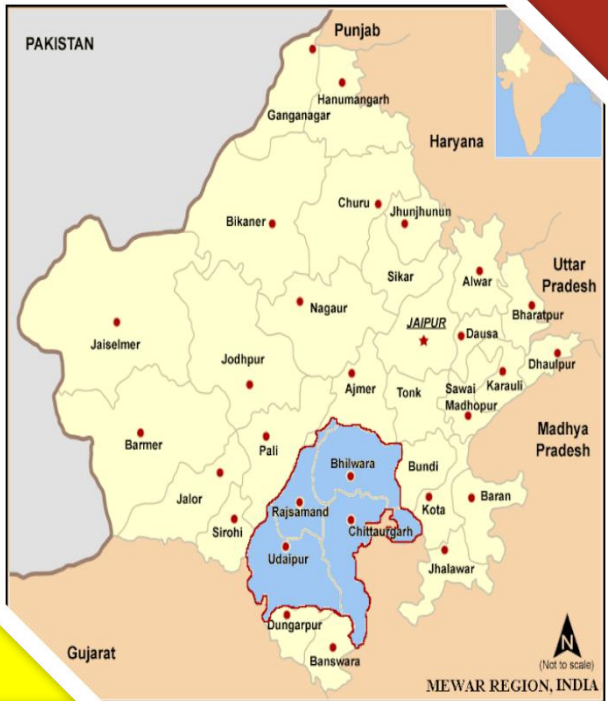 PAKISTAN
Punjab
Hanumangarh
Ganganagar
Haryana
Churu
Jhunjhunun
Bikaner
Sikar
Alwar
Uttar
Pradesh
Nagaur
Bharatpur
JAIPUR
Dausa
Jaiselmer
Dhaulpur
Jodhpur
Ajmer
Tonk
Sawai
Madhopur
Karauli
Barmer
Pali
Madhya
Pradesh
Bhilwara
Bundi
Jalor
Rajsamand
Kota
Baran
Sirohi
Chittaurgarh
Udaipur
Jhalawar
Dungarpur
Gujarat
Banswara
N
(Not to scale)
MEWAR REGION, INDIA